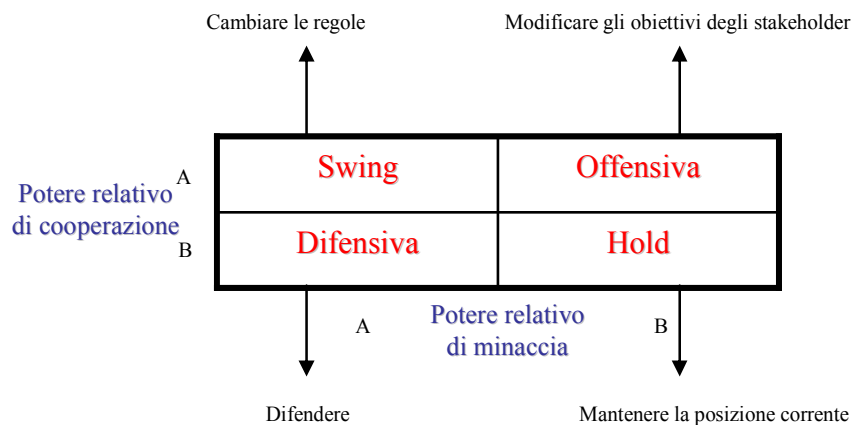 Cambiare le regole
Modificare gli obiettivi degli stakeholder
Swing
Offensiva
A
Potere relativo
di cooperazione
B
Difensiva
Hold
A
Potere relativo
di minaccia
B
Difendere
Mantenere la posizione corrente